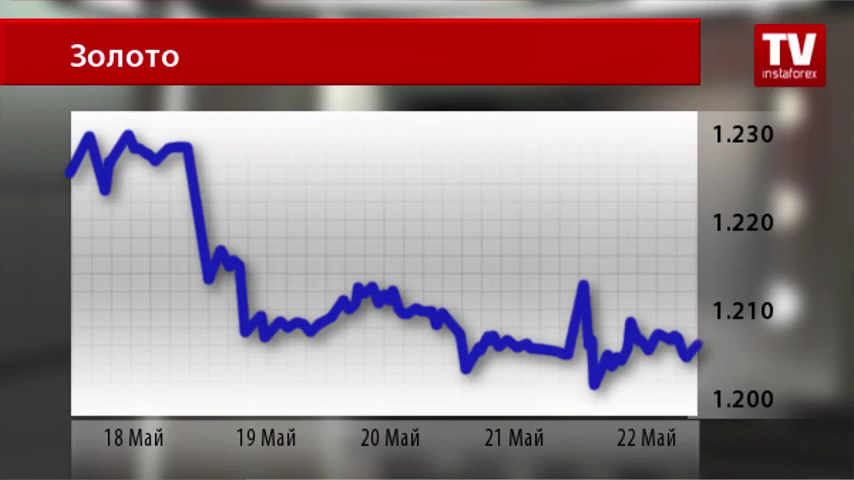 Золото
TV
instaforex
1.230
1.220
1.210
1.200
18 Май
19 Май
20 Май
21 Май
22 Май